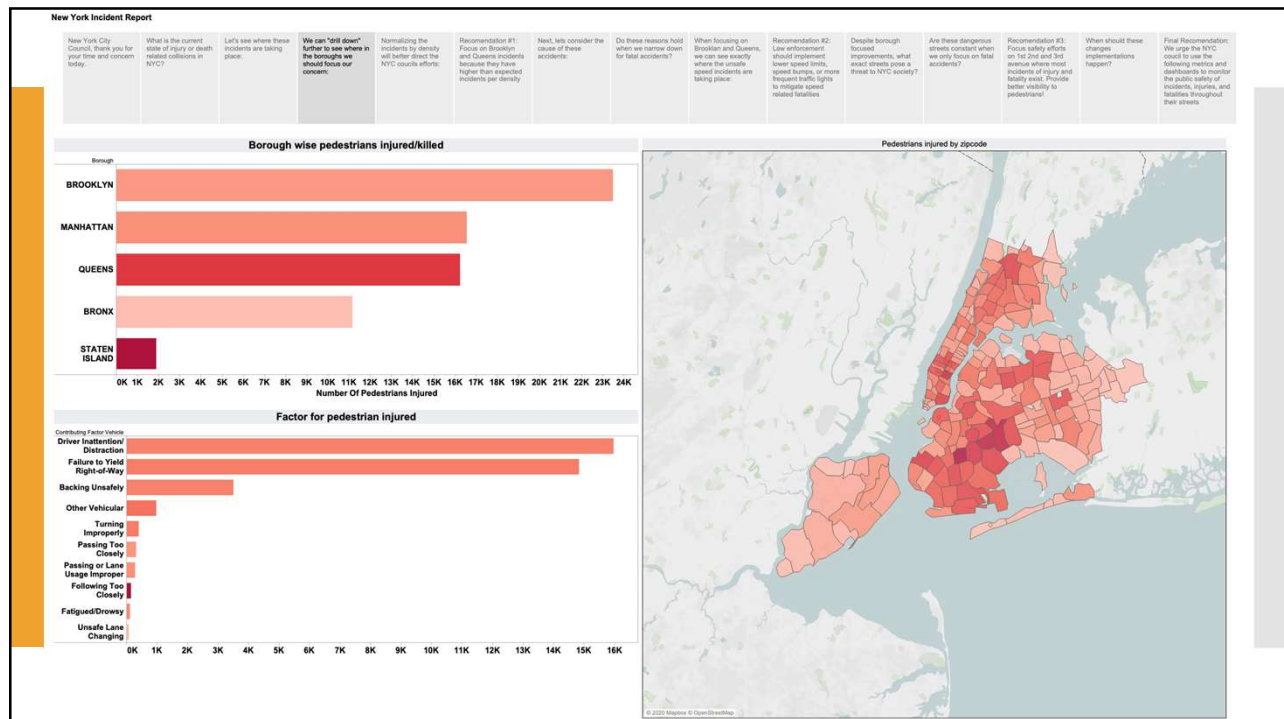 New York Incident Report
New York City
Council, thank you for
your time and concern
today.
What is the current
state of injury or death
related collisions in
NYC?
Let's see where these
incidents are taking
place:
We can "drill down"
further to see where in
the boroughs we
should focus our
concern:
Normalizing the
incidents by density
will better direct the
NYC coucils efforts:
Recomendation #1:
Focus on Brooklyn
and Queens incidents
because they have
higher than expected
incidents per density
Next, lets consider the
cause of these
accidents:
Do these reasons hold
when we narrow down
for fatal accidents?
When focusing on
Brooklan and Queens,
we can see exactly
where the unsafe
speed incidents are
taking place:
Recomendation #2:
Law enforcement
should implement
lower speed limits,
speed bumps, or more
frequent traffic lights
to mitigate speed
related fatalities
Despite borough
focused
improvements, what
exact streets pose a
threat to NYC society?
Are these dangerous
streets constant when
we only focus on fatal
accidents?
Recomendation #3:
Focus safety efforts
on 1st 2nd and 3rd
avenue where most
incidents of injury and
fatality exist. Provide
better visibility to
pedestrians!
When should these
changes
implementations
happen?
Final Recomendation:
We urge the NYC
coucil to use the
following metrics and
dashboards to monitor
the public safety of
incidents, injuries, and
fatalities throughout
their streets
Borough wise pedestrians injured/killed
Borough
BROOKLYN
MANHATTAN
QUEENS
BRONX
STATEN
ISLAND
0K 1K 2K 3K 4K 5K 6K 7K 8K 9K 10K 11K 12K 13K 14K 15K 16K 17K 18K 19K 20K 21K 22K 23K 24K
Number Of Pedestrians Injured
Factor for pedestrian injured
Contributing Factor Vehicle
Driver Inattention/
Distraction
Failure to Yield
Right-of-Way
Backing Unsafely
Other Vehicular
Turning
Improperly
Passing Too
Closely
Passing or Lane
Usage Improper
Following Too
Closely
Fatigued/Drowsy
Unsafe Lane
Changing
0K 1K 2K 3K 4K 5K 6K 7K 8K 9K 10K 11K 12K 13K 14K 15K 16K
Pedestrians injured by zipcode
© 2020 Mapbox © OpenStreetMap